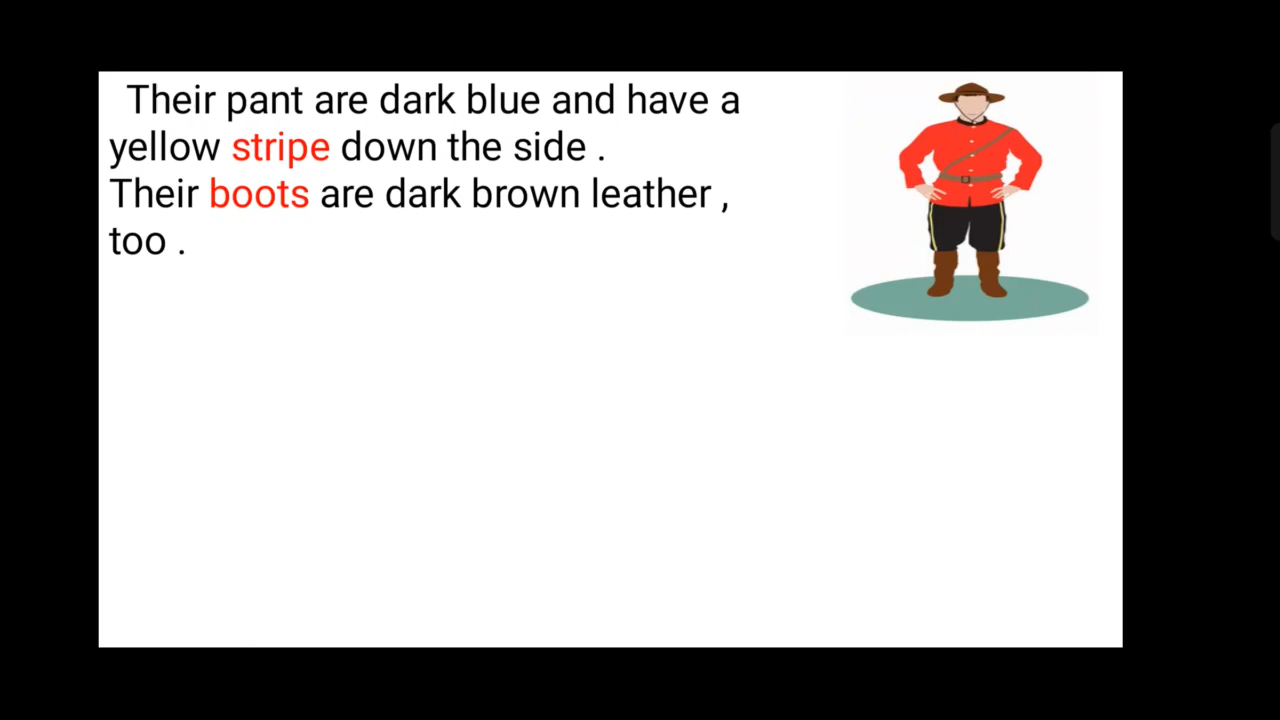 Their pant are dark blue and have a
yellow stripe down the side .
Their boots are dark brown leather ,
too .